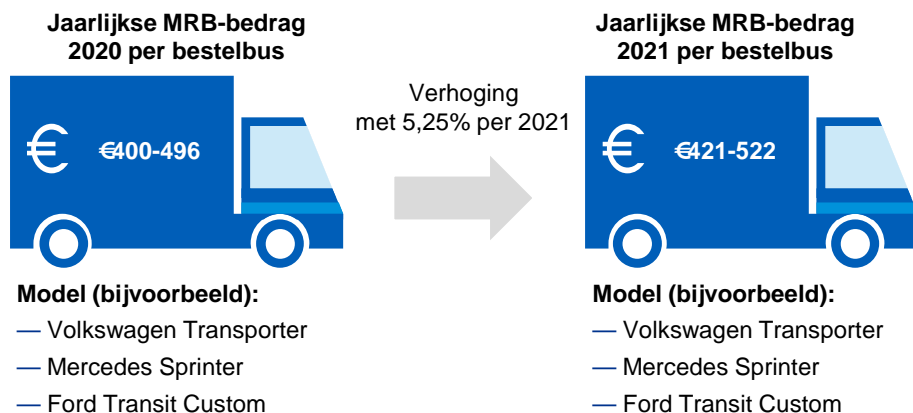 Jaarlijkse MRB-bedrag
2020 per bestelbus
€
€400-496
Model (bijvoorbeeld):
— Volkswagen Transporter
— Mercedes Sprinter
— Ford Transit Custom
Verhoging
met 5,25% per 2021
Jaarlijkse MRB-bedrag
2021 per bestelbus
€
€421-522
Model (bijvoorbeeld):
— Volkswagen Transporter
— Mercedes Sprinter
— Ford Transit Custom